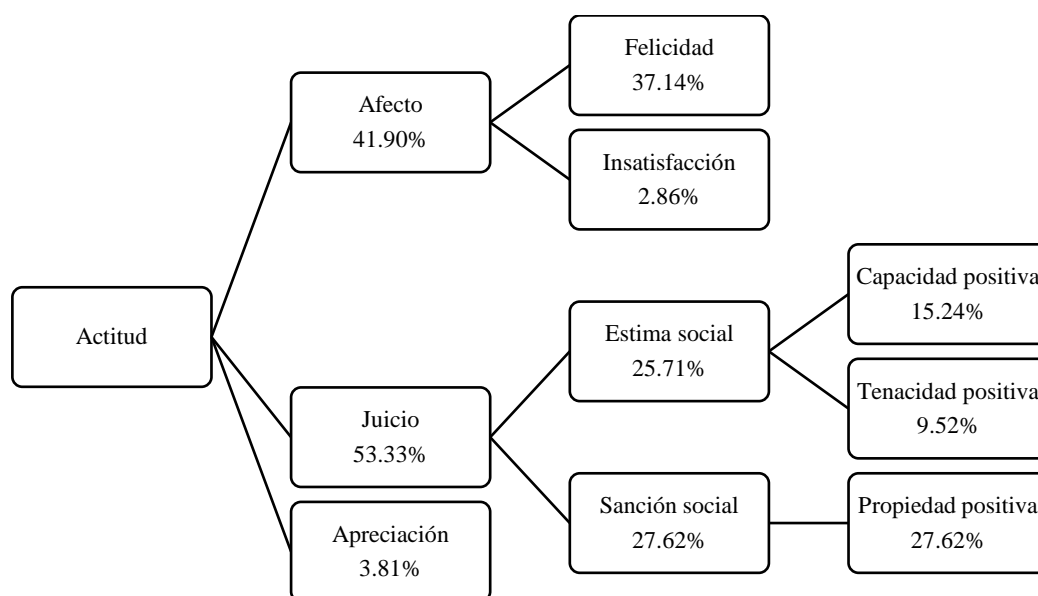 Felicidad
37.14%
Afecto
41.90%
Insatisfacción
2.86%
Actitud
Capacidad positiva
15.24%
Estima social
25.71%
Tenacidad positiva
9.52%
Juicio
53.33%
Sanción social
27.62%
Propiedad positiva
27.62%
Apreciación
3.81%